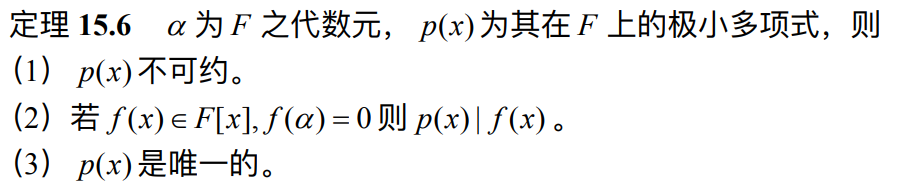 定理 15.6 α 为 F 之代数元， p(x)为其在 F 上的极小多项式，则
（1） p(x)不可约。
（2）若 f(x)∈F[x], f(α)=0 则 p(x)| f(x) 。
（3） p(x)是唯一的。